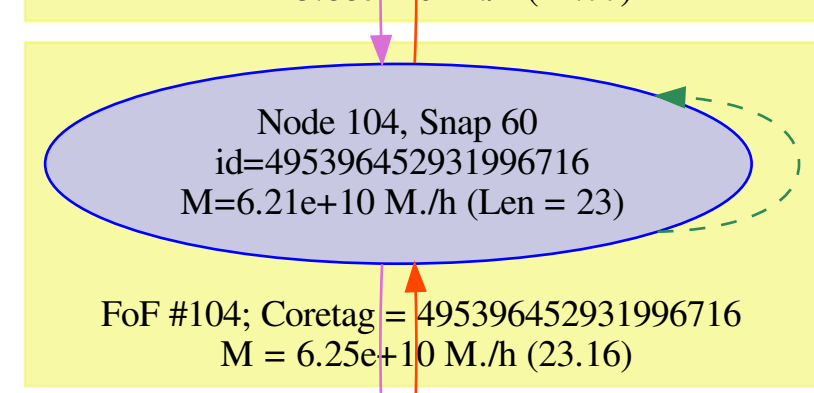 Node 104, Snap 60
id=495396452931996716
M=6.21e+10 M./h (Len = 23)
FoF #104; Coretag = 495396452931996716
M = 6.25e+10 M./h (23.16)